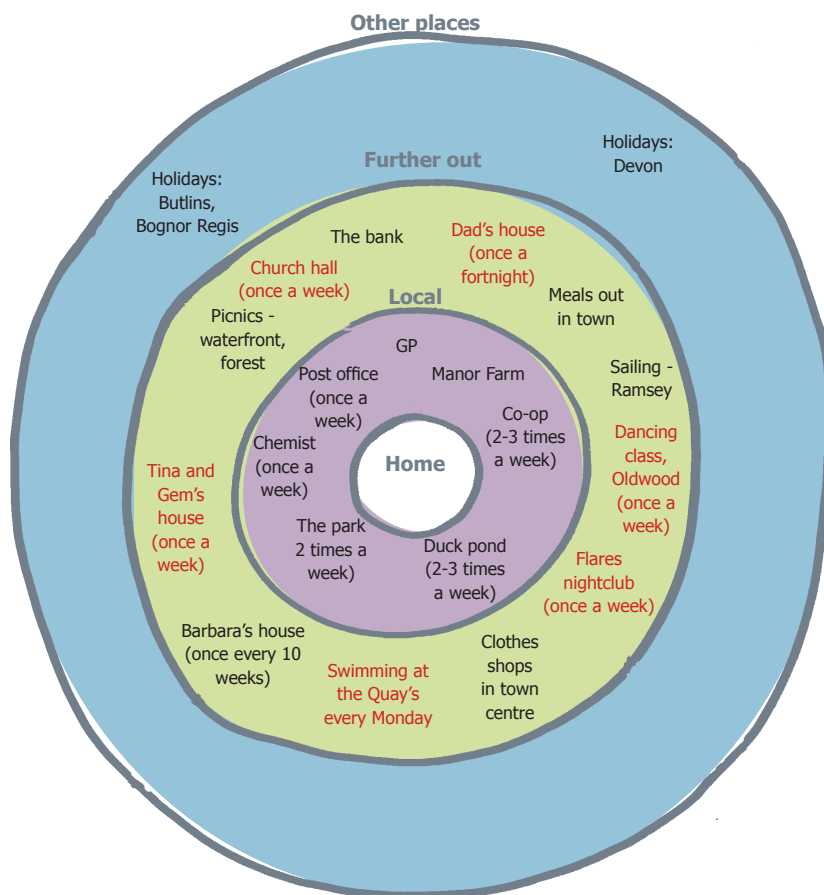 Other places
Further out
Holidays:
Devon
Holidays:
Butlins,
Bognor Regis
The bank
Dad’s house
(once a
fortnight)
Church hall
(once a week)
Local
Meals out
in town
Picnics -
waterfront,
forest
GP
Post office
(once a
week)
Manor Farm
Sailing -
Ramsey
Co-op
(2-3 times
a week)
Chemist
(once a
week)
Home
Dancing
class,
Oldwood
(once a
week)
Tina and
Gem’s
house
(once a
week)
The park
2 times a
week)
Duck pond
(2-3 times
a week)
Flares
nightclub
(once a week)
Barbara’s house
(once every 10
weeks)
Swimming at
the Quay’s
every Monday
Clothes
shops
in town
centre